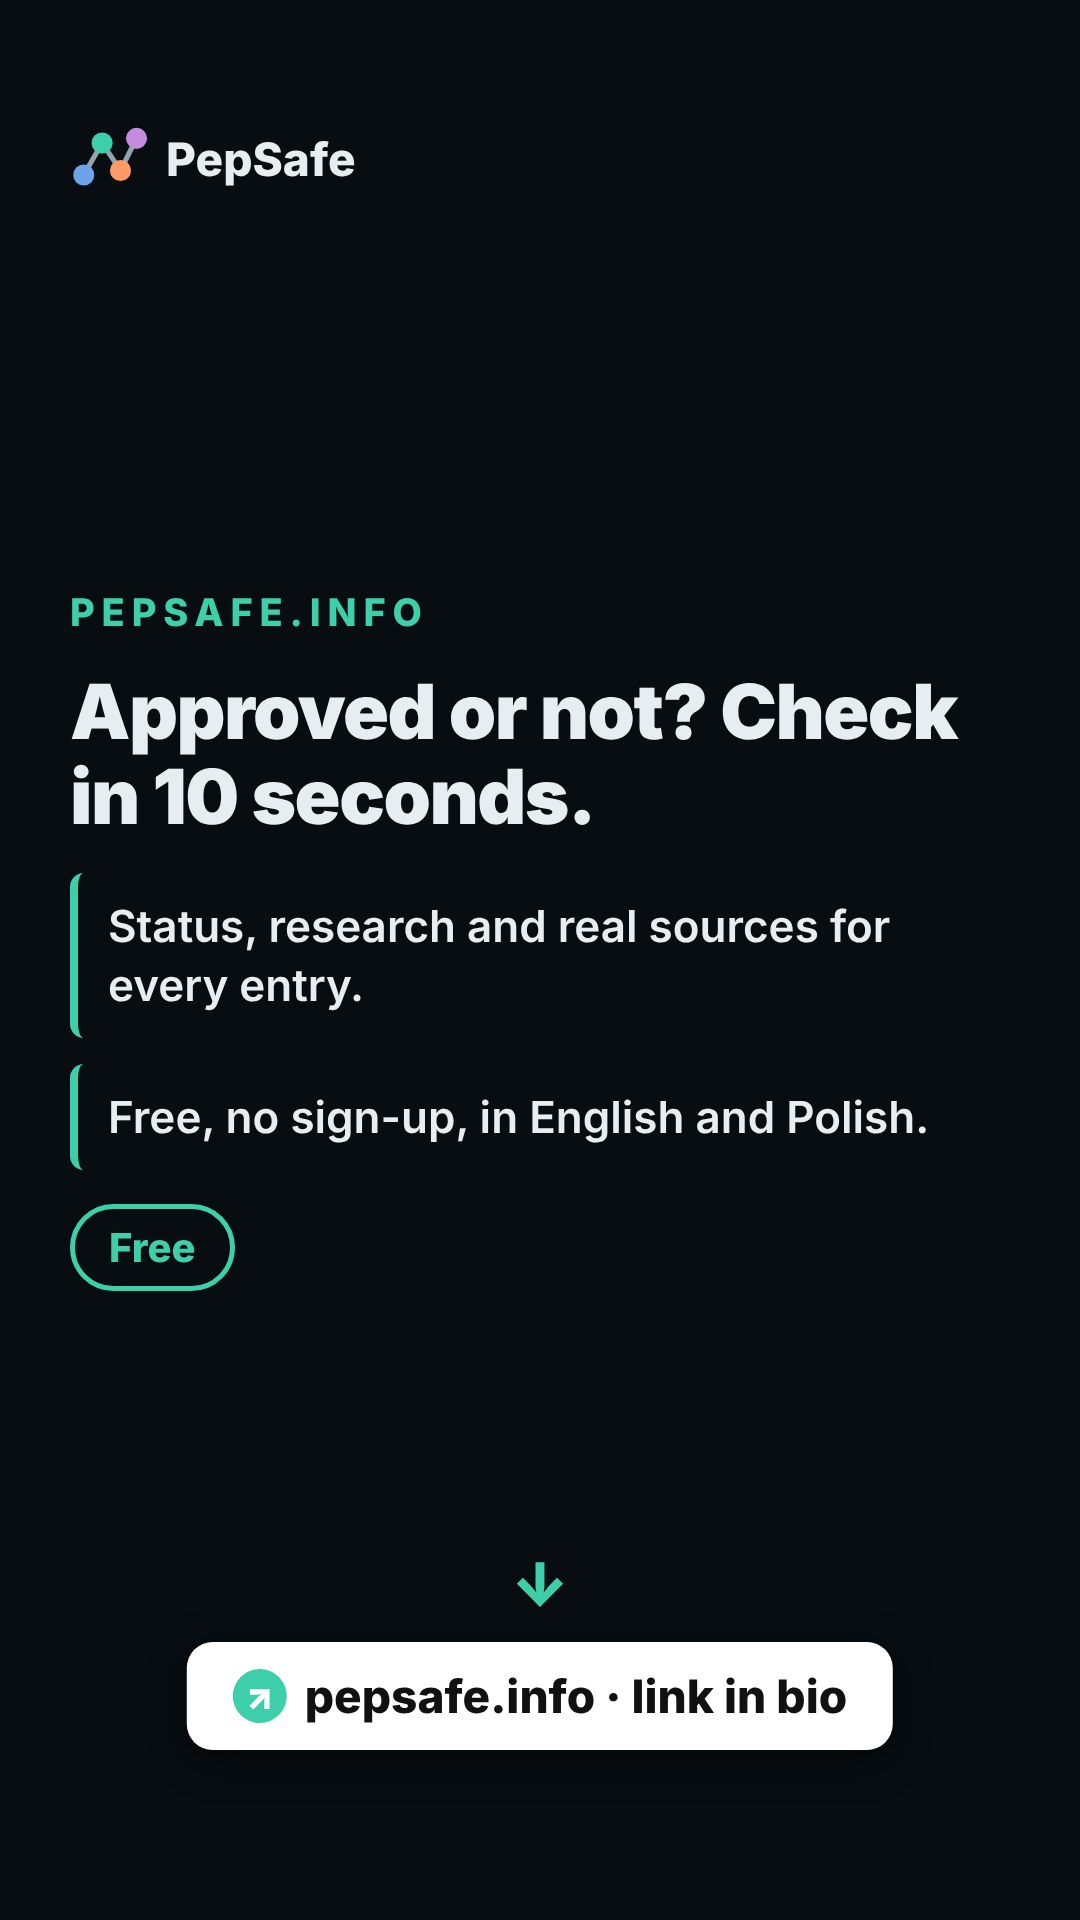 PepSafe
PEPSAFE.INFO
Approved or not? Check
in 10 seconds.
Status, research and real sources for
every entry.
Free, no sign-up, in English and Polish.
Free
pepsafe.info · link in bio